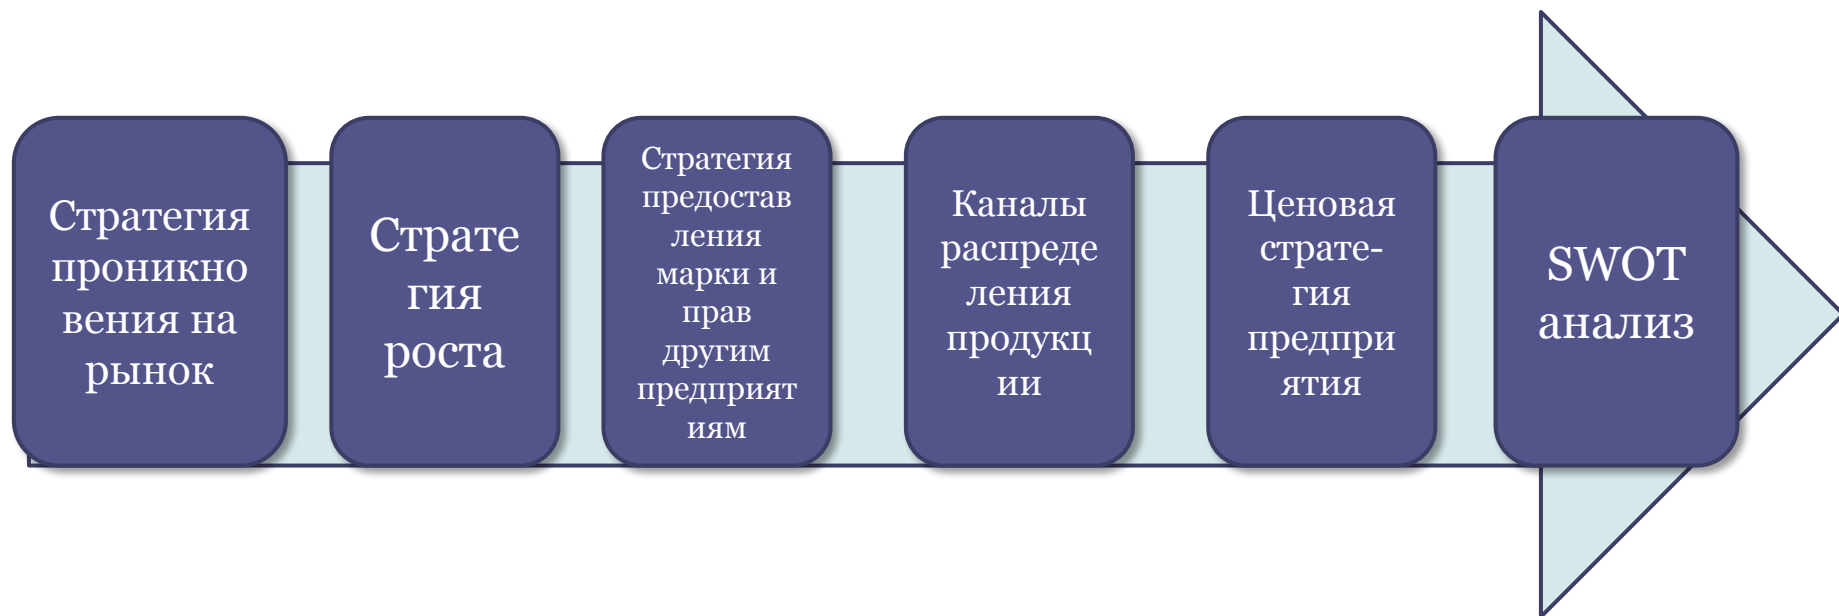 Стратегия
проникно
вения на
рынок
Страте
гия
роста
Стратегия
предостав
ления
марки и
прав
другим
предприят
иям
Каналы
распреде
ления
продукц
ии
Ценовая
страте-
гия
предпри
ятия
SWOT
анализ